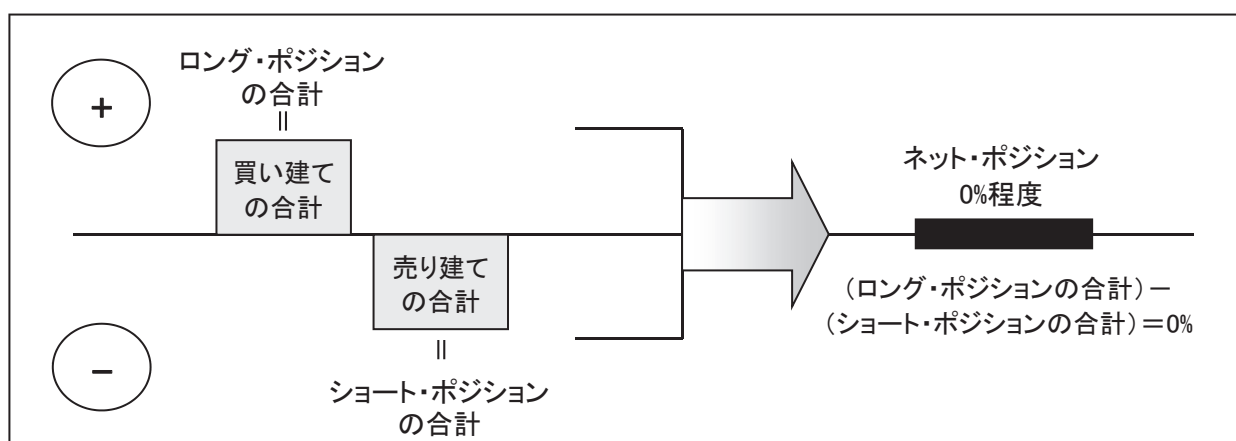 +
ロング・ポジション
の合計
=
買い建て
の合計
売り建て
の合計
=
ショート・ポジション
の合計
−
ネット・ポジション
0%程度
（ロング・ポジションの合計）－
（ショート・ポジションの合計）＝0%